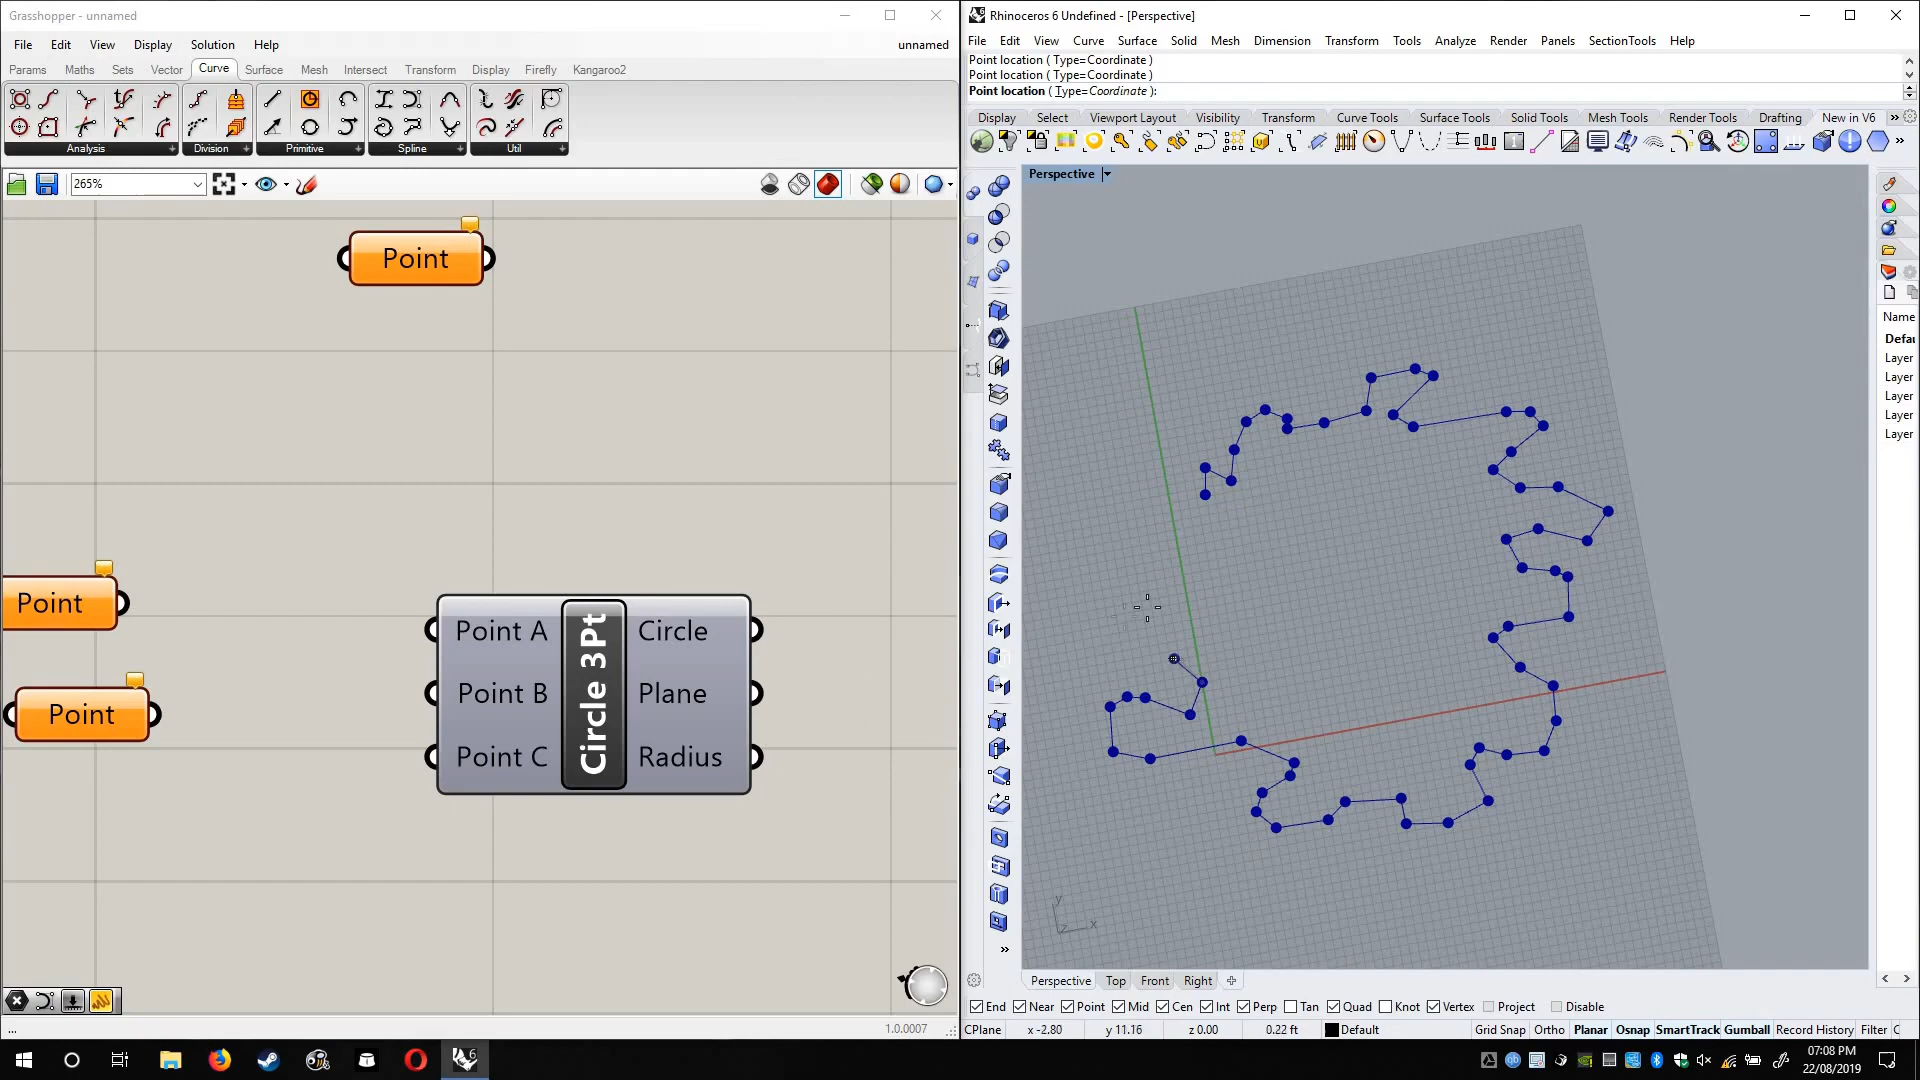 Grasshopper - unnamed
File Edit View Display Solution Help
unnamed
Params Maths Sets Vector Curve Surface Mesh Intersect Transform Display Firefly Kangaroo2
Analysis Division Primitive Spline Util
265%
Point
Point
Point
Point A
Point B
Point C
Circle 3Pt
Circle
Plane
Radius
...
1.0.0007
Rhinoceros 6 Undefined - [Perspective]
File Edit View Curve Surface Solid Mesh Dimension Transform Tools Analyze Render Panels SectionTools Help
Point location ( Type=Coordinate )
Point location ( Type=Coordinate )
Point location ( Type=Coordinate ):
Display Select Viewport Layout Visibility Transform Curve Tools Surface Tools Solid Tools Mesh Tools Render Tools Drafting New in V6 »
Perspective
y
z
x
Name
Defau
Layer
Layer
Layer
Layer
Layer
»
Perspective Top Front Right
End Near Point Mid Cen Int Perp Tan Quad Knot Vertex Project Disable
CPlane x -2.80 y 11.16 z 0.00 0.22 ft Default Grid Snap Ortho Planar Osnap SmartTrack Gumball Record History Filter C
07:08 PM
22/08/2019